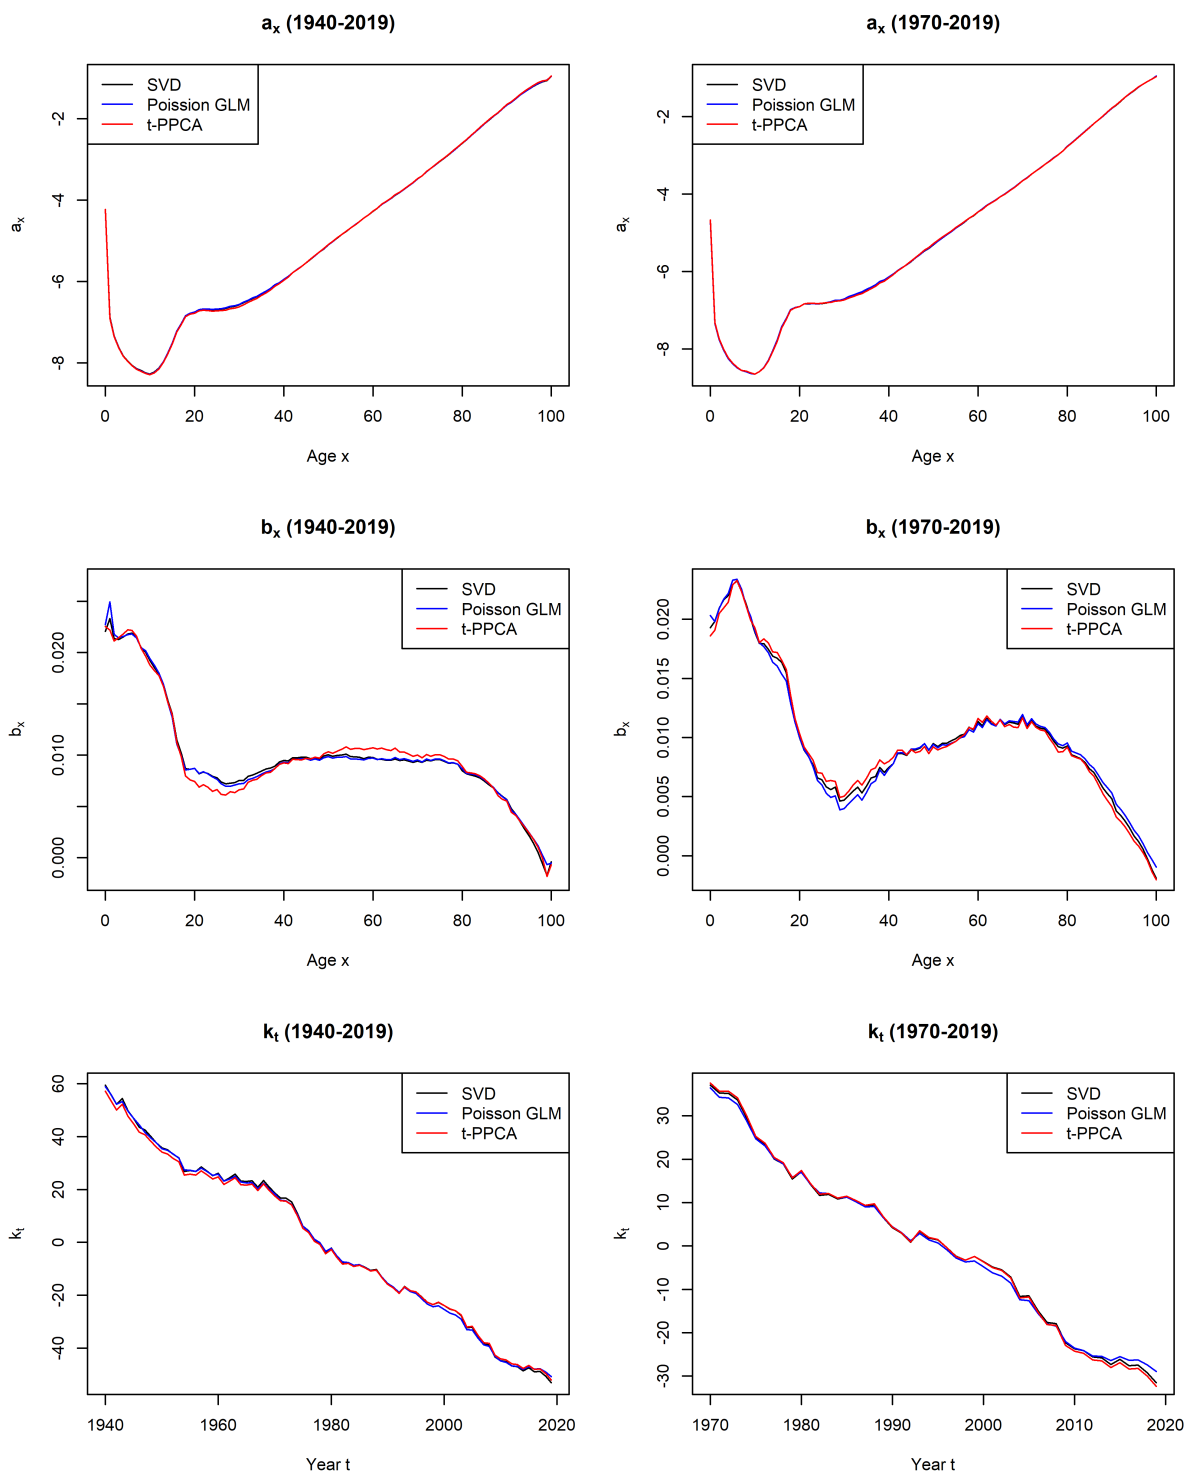 aₓ (1940-2019)
SVD
Poission GLM
t-PPCA
-2
-4
-6
-8
aₓ
0 20 40 60 80 100
Age x
aₓ (1970-2019)
SVD
Poission GLM
t-PPCA
-2
-4
-6
-8
aₓ
0 20 40 60 80 100
Age x
bₓ (1940-2019)
SVD
Poisson GLM
t-PPCA
0.020
0.010
0.000
bₓ
0 20 40 60 80 100
Age x
bₓ (1970-2019)
SVD
Poisson GLM
t-PPCA
0.020
0.015
0.010
0.005
0.000
bₓ
0 20 40 60 80 100
Age x
kₜ (1940-2019)
SVD
Poisson GLM
t-PPCA
60
40
20
0
-20
-40
kₜ
1940 1960 1980 2000 2020
Year t
kₜ (1970-2019)
SVD
Poisson GLM
t-PPCA
30
20
10
0
-10
-20
-30
kₜ
1970 1980 1990 2000 2010 2020
Year t